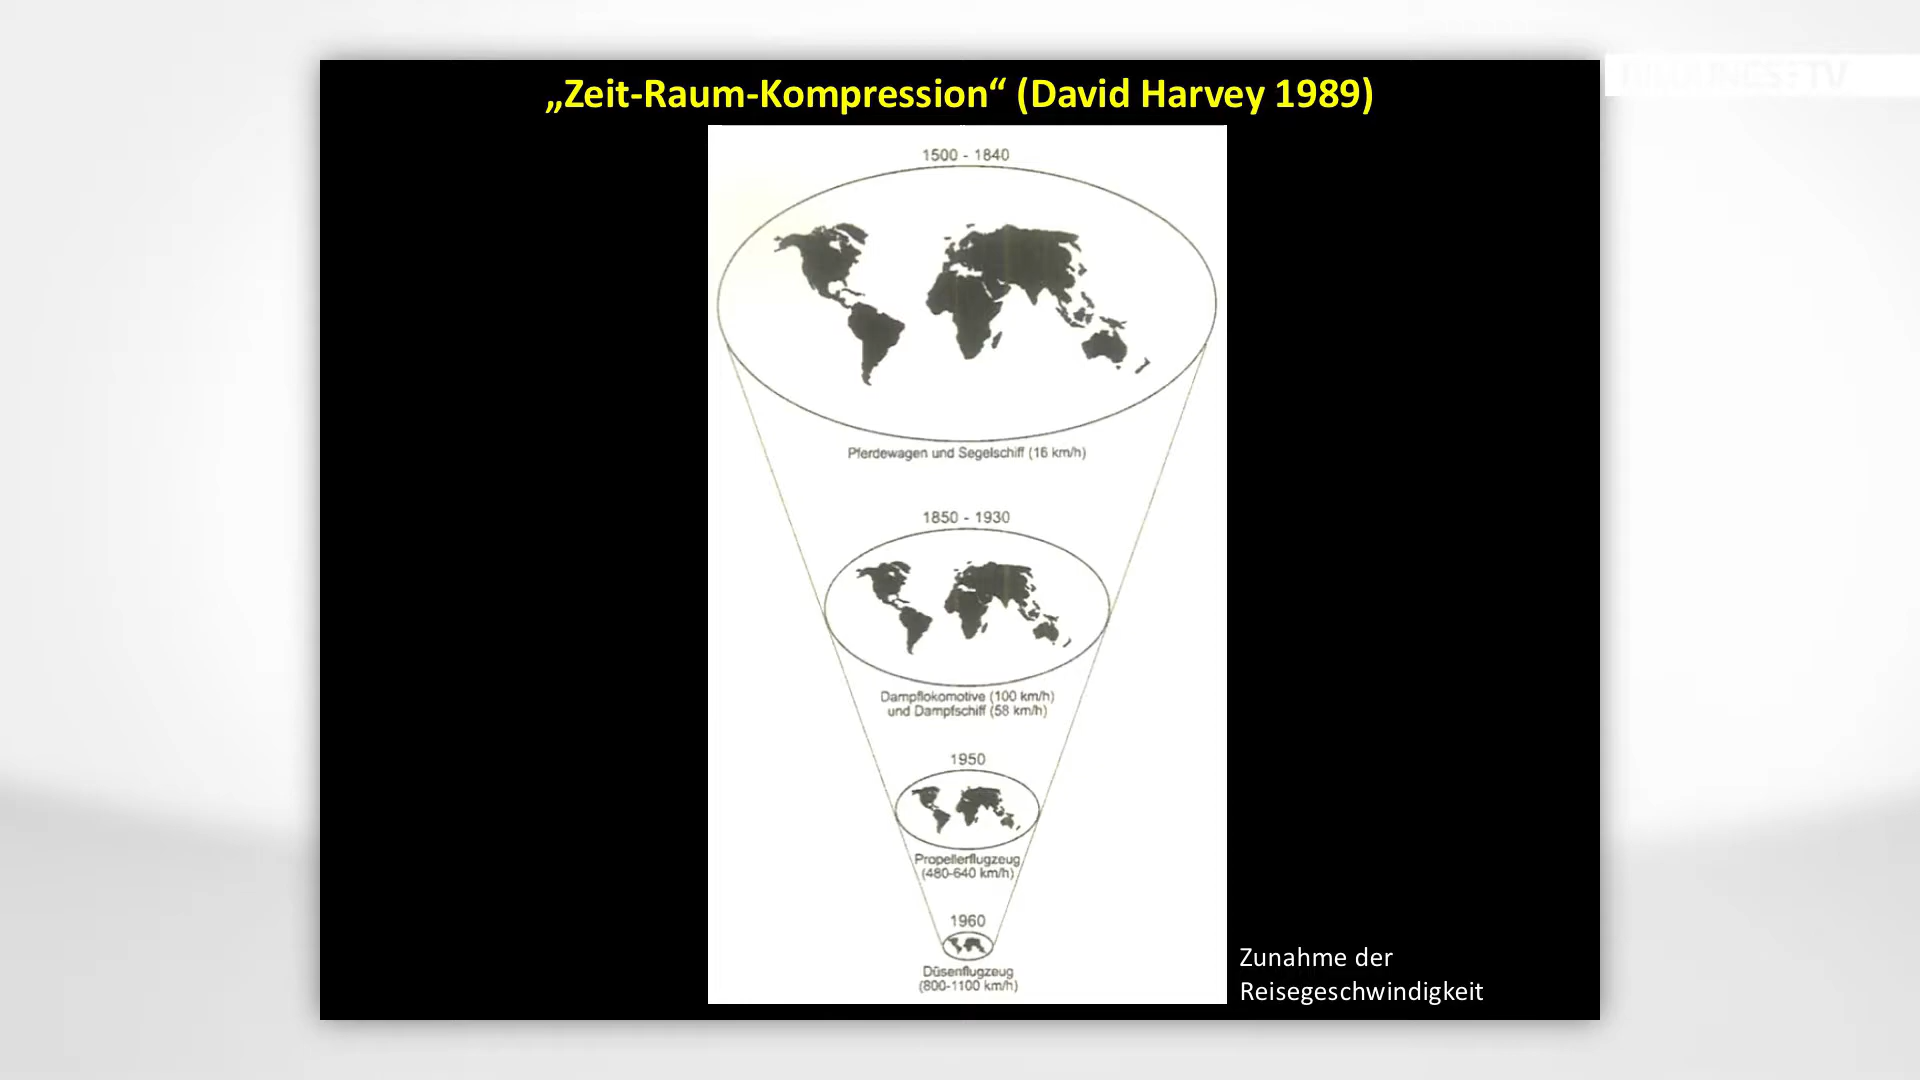 „Zeit-Raum-Kompression“ (David Harvey 1989)
1500 - 1840
Pferdewagen und Segelschiff (16 km/h)
1850 - 1930
Dampflokomotive (100 km/h)
und Dampfschiff (58 km/h)
1950
Propellerflugzeug
(480-640 km/h)
1960
Düsenflugzeug
(800-1100 km/h)
Zunahme der
Reisegeschwindigkeit